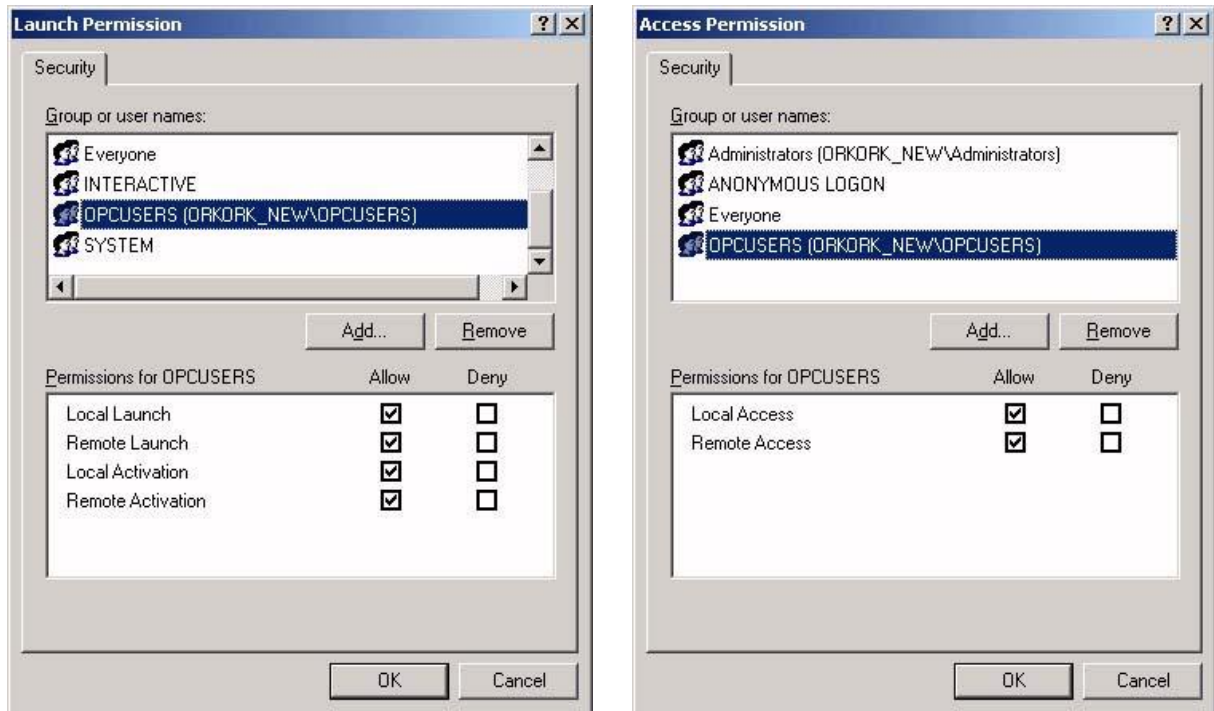 Launch Permission
Security
Group or user names:
Everyone
INTERACTIVE
OPCUSERS (ORKORK_NEW\OPCUSERS)
SYSTEM
Add... Remove
Permissions for OPCUSERS Allow Deny
Local Launch
Remote Launch
Local Activation
Remote Activation
OK Cancel
Access Permission
Security
Group or user names:
Administrators (ORKORK_NEW\Administrators)
ANONYMOUS LOGON
Everyone
OPCUSERS (ORKORK_NEW\OPCUSERS)
Add... Remove
Permissions for OPCUSERS Allow Deny
Local Access
Remote Access
OK Cancel